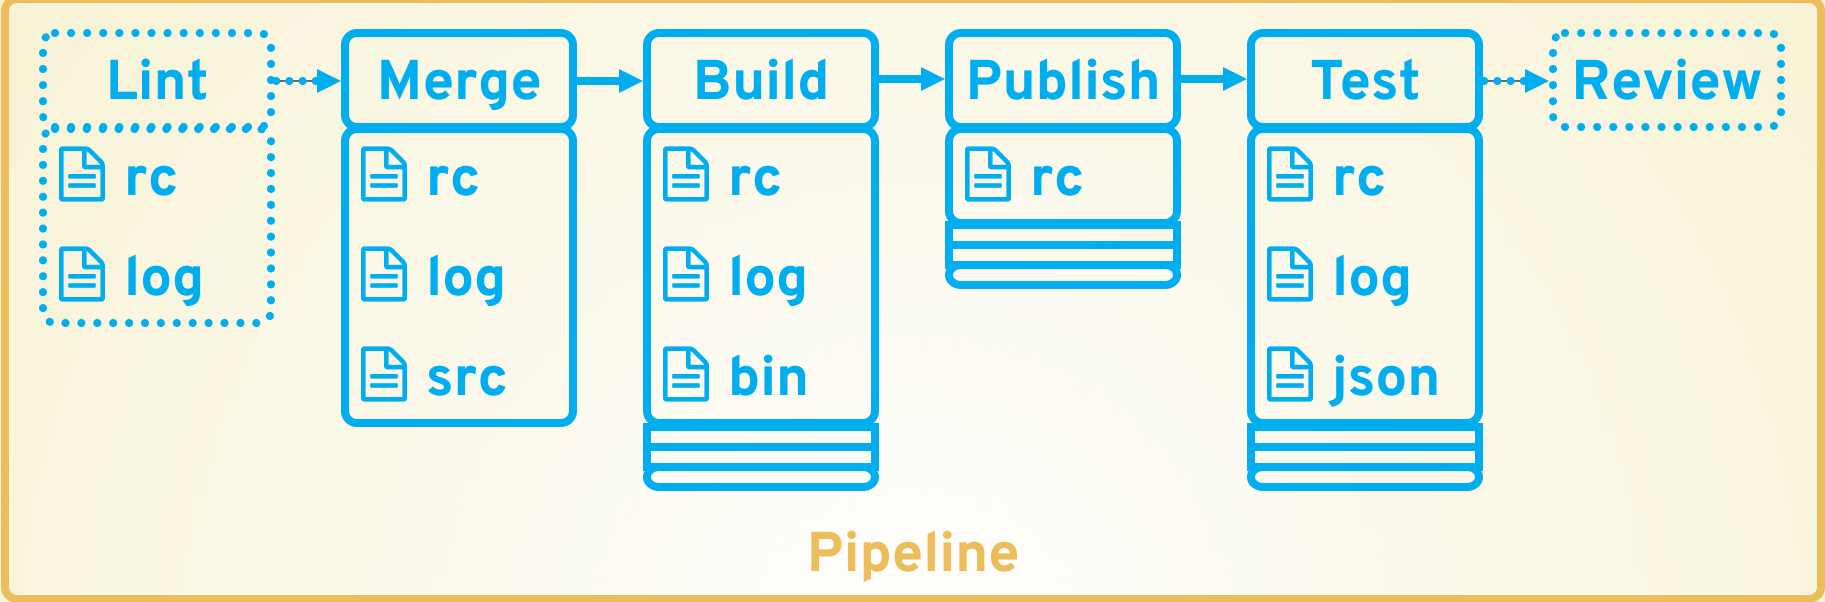 Lint
Merge
Build
Publish
Test
Review
rc
rc
rc
rc
rc
log
log
log
log
src
bin
json
Pipeline